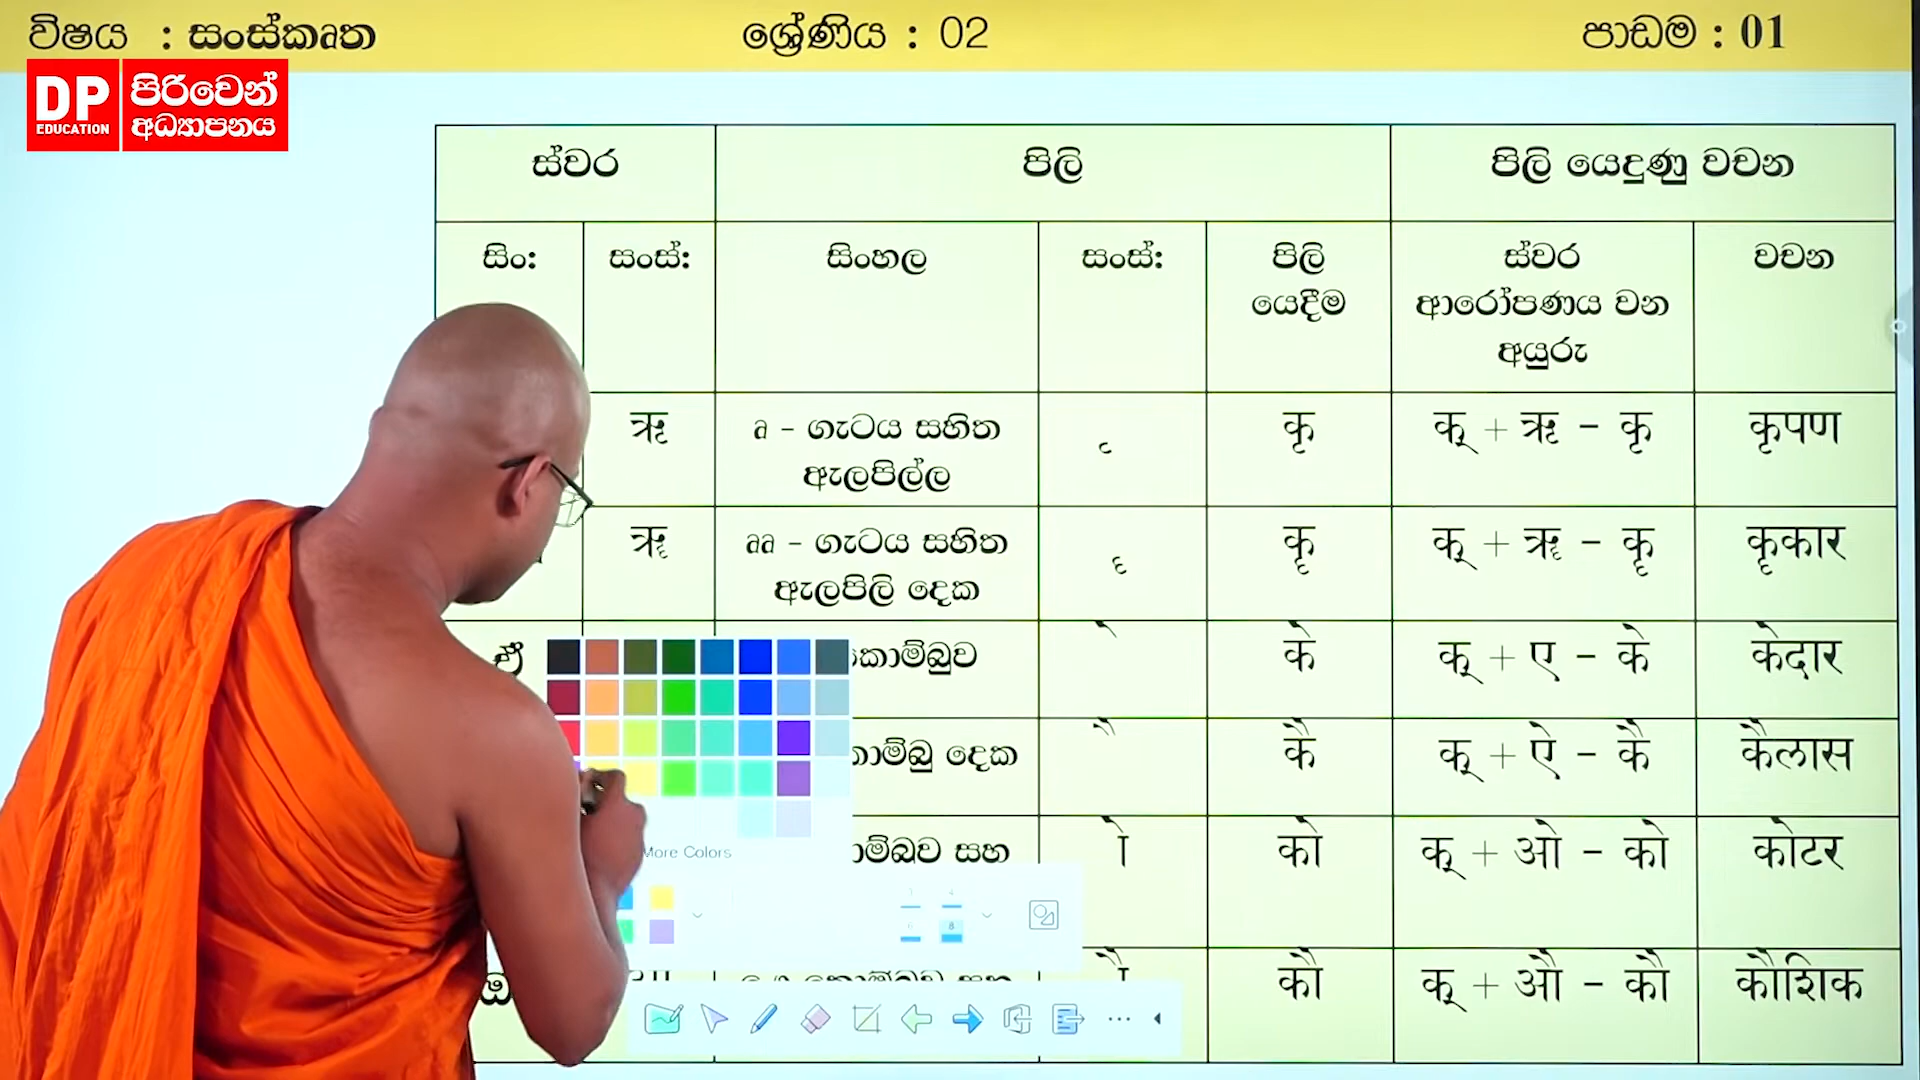 විෂය : සංස්කෘත ශ්‍රේණිය : 02 පාඩම : 01
DP EDUCATION
පිරිවෙන්
අධ්‍යාපනය
ස්වර පිලි පිලි යෙදුණු වචන
සිං: සංස්: සිංහල සංස්: පිලි යෙදීම ස්වර ආරෝපණය වන අයුරු වචන
ऋ ෘ - ගැටය සහිත ඇලපිල්ල ृ कृ क् + ऋ - कृ कृपण
ॠ ෲ - ගැටය සහිත ඇලපිලි දෙක ॄ कॄ क् + ॠ - कॄ कॄकार
ඒ කොම්බුව े के क् + ए - के केदार
කොම්බු දෙක ै कै क् + ऐ - कै कैलास
සහ ो को क् + ओ - को कोटर
ौ कौ क् + औ - कौ कौशिक
More Colors